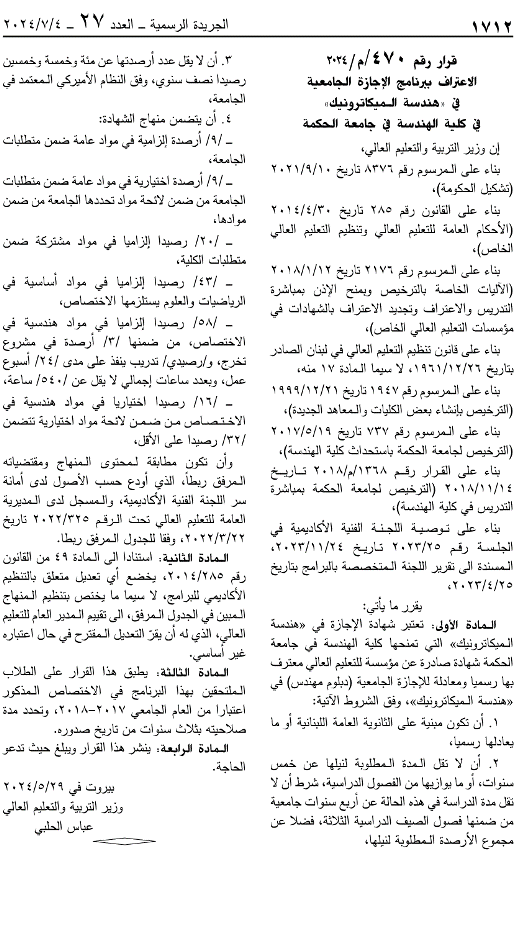 ١٧١٢
الجريدة الرسمية ـ العدد ٢٧ ـ ٢٠٢٤/٧/٤
قرار رقم ٤٧٠/م/٢٠٢٤
الاعتراف ببرنامج الإجازة الجامعية
في «هندسة الميكاترونيك»
في كلية الهندسة في جامعة الحكمة
إن وزير التربية والتعليم العالي،
بناء على المرسوم رقم ٨٣٧٦ تاريخ ٢٠٢١/٩/١٠
(تشكيل الحكومة)،
بناء على القانون رقم ٢٨٥ تاريخ ٢٠١٤/٤/٣٠
(الأحكام العامة للتعليم العالي وتنظيم التعليم العالي
الخاص)،
بناء على المرسوم رقم ٢١٧٦ تاريخ ٢٠١٨/١/١٢
(الآليات الخاصة بالترخيص وبمنح الإذن بمباشرة
التدريس والاعتراف وتجديد الاعتراف بالشهادات في
مؤسسات التعليم العالي الخاص)،
بناء على قانون تنظيم التعليم العالي في لبنان الصادر
بتاريخ ١٩٦١/١٢/٢٦، لا سيما المادة ١٧ منه،
بناء على المرسوم رقم ١٩٤٧ تاريخ ١٩٩٩/١٢/٢١
(الترخيص بإنشاء بعض الكليات والمعاهد الجديدة)،
بناء على المرسوم رقم ٧٣٧ تاريخ ٢٠١٧/٥/١٩
(الترخيص لجامعة الحكمة باستحداث كلية الهندسة)،
بناء على القرار رقم ١٣٦٨/م/٢٠١٨ تاريخ
٢٠١٨/١١/١٤ (الترخيص لجامعة الحكمة بمباشرة
التدريس في كلية الهندسة)،
بناء على توصية اللجنة الفنية الأكاديمية في
الجلسة رقم ٢٠٢٣/٢٥ تاريخ ٢٠٢٣/١١/٢٤،
المسندة الى تقرير اللجنة المتخصصة بالبرامج بتاريخ
٢٠٢٣/٤/٢٥،
يقرر ما يأتي:
المادة الأولى: تعتبر شهادة الإجازة في «هندسة
الميكاترونيك» التي تمنحها كلية الهندسة في جامعة
الحكمة شهادة صادرة عن مؤسسة للتعليم العالي معترف
بها رسميا ومعادلة للإجازة الجامعية (دبلوم مهندس) في
«هندسة الميكاترونيك»، وفق الشروط الآتية:
١. أن تكون مبنية على الثانوية العامة اللبنانية أو ما
يعادلها رسميا،
٢. أن لا تقل المدة المطلوبة لنيلها عن خمس
سنوات، أو ما يوازيها من الفصول الدراسية، شرط أن لا
تقل مدة الدراسة في هذه الحالة عن أربع سنوات جامعية
من ضمنها فصول الصيف الدراسية الثلاثة، فضلا عن
مجموع الأرصدة المطلوبة لنيلها،
٣. أن لا يقل عدد أرصدتها عن مئة وخمسة وخمسين
رصيدا نصف سنوي، وفق النظام الأميركي المعتمد في
الجامعة،
٤. أن يتضمن منهاج الشهادة:
ـ /٩/ أرصدة إلزامية في مواد عامة ضمن متطلبات
الجامعة،
ـ /٩/ أرصدة اختيارية في مواد عامة ضمن متطلبات
الجامعة من ضمن لائحة مواد تحددها الجامعة من ضمن
موادها،
ـ /٢٠/ رصيدا إلزاميا في مواد مشتركة ضمن
متطلبات الكلية،
ـ /٤٣/ رصيدا إلزاميا في مواد أساسية في
الرياضيات والعلوم يستلزمها الاختصاص،
ـ /٥٨/ رصيدا إلزاميا في مواد هندسية في
الاختصاص، من ضمنها /٣/ أرصدة في مشروع
تخرج، و/رصيدي/ تدريب ينفذ على مدى /٢٤/ أسبوع
عمل، وبعدد ساعات إجمالي لا يقل عن /٥٤٠/ ساعة،
ـ /١٦/ رصيدا اختياريا في مواد هندسية في
الاختصاص من ضمن لائحة مواد اختيارية تتضمن
/٣٢/ رصيدا على الأقل،
وأن تكون مطابقة لمحتوى المنهاج ومقتضياته
المرفق ربطا، الذي أودع حسب الأصول لدى أمانة
سر اللجنة الفنية الأكاديمية، والمسجل لدى المديرية
العامة للتعليم العالي تحت الرقم ٢٠٢٢/٣٢٥ تاريخ
٢٠٢٢/٣/٢٢، وفقا للجدول المرفق ربطا.
المادة الثانية: استنادا الى المادة ٤٩ من القانون
رقم ٢٠١٤/٢٨٥، يخضع أي تعديل متعلق بالتنظيم
الأكاديمي للبرامج، لا سيما ما يختص بتنظيم المنهاج
المبين في الجدول المرفق، الى تقييم المدير العام للتعليم
العالي، الذي له أن يقرّ التعديل المقترح في حال اعتباره
غير أساسي.
المادة الثالثة: يطبق هذا القرار على الطلاب
الملتحقين بهذا البرنامج في الاختصاص المذكور
اعتبارا من العام الجامعي ٢٠١٧-٢٠١٨، وتحدد مدة
صلاحيته بثلاث سنوات من تاريخ صدوره.
المادة الرابعة: ينشر هذا القرار ويبلغ حيث تدعو
الحاجة.
بيروت في ٢٠٢٤/٥/٢٩
وزير التربية والتعليم العالي
عباس الحلبي